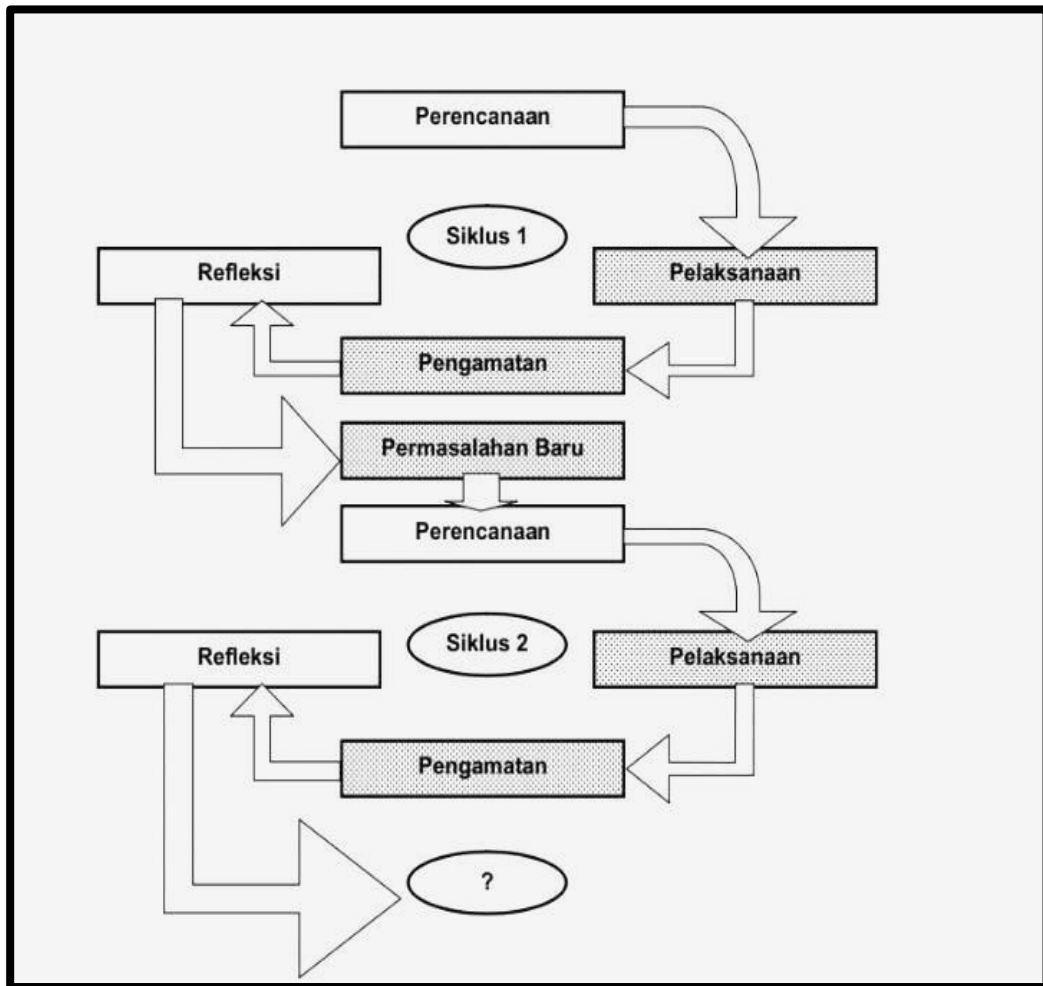 Perencanaan
Siklus 1
Refleksi
Pelaksanaan
Pengamatan
Permasalahan Baru
Perencanaan
Siklus 2
Refleksi
Pelaksanaan
Pengamatan
?